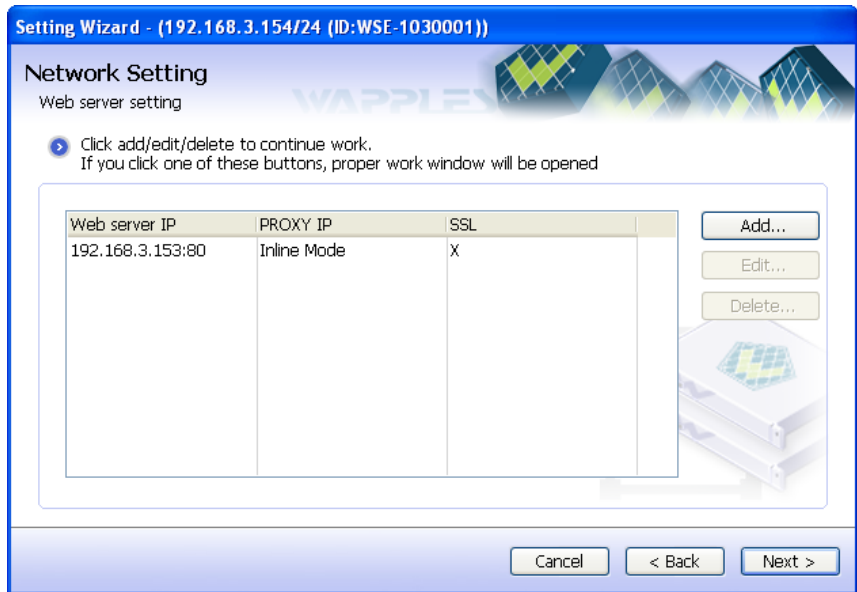 Setting Wizard - (192.168.3.154/24 (ID:WSE-1030001))
Network Setting
Web server setting
WAPPLES
Click add/edit/delete to continue work.
If you click one of these buttons, proper work window will be opened
Web server IP PROXY IP SSL
192.168.3.153:80 Inline Mode X
Add...
Edit...
Delete...
Cancel < Back Next >